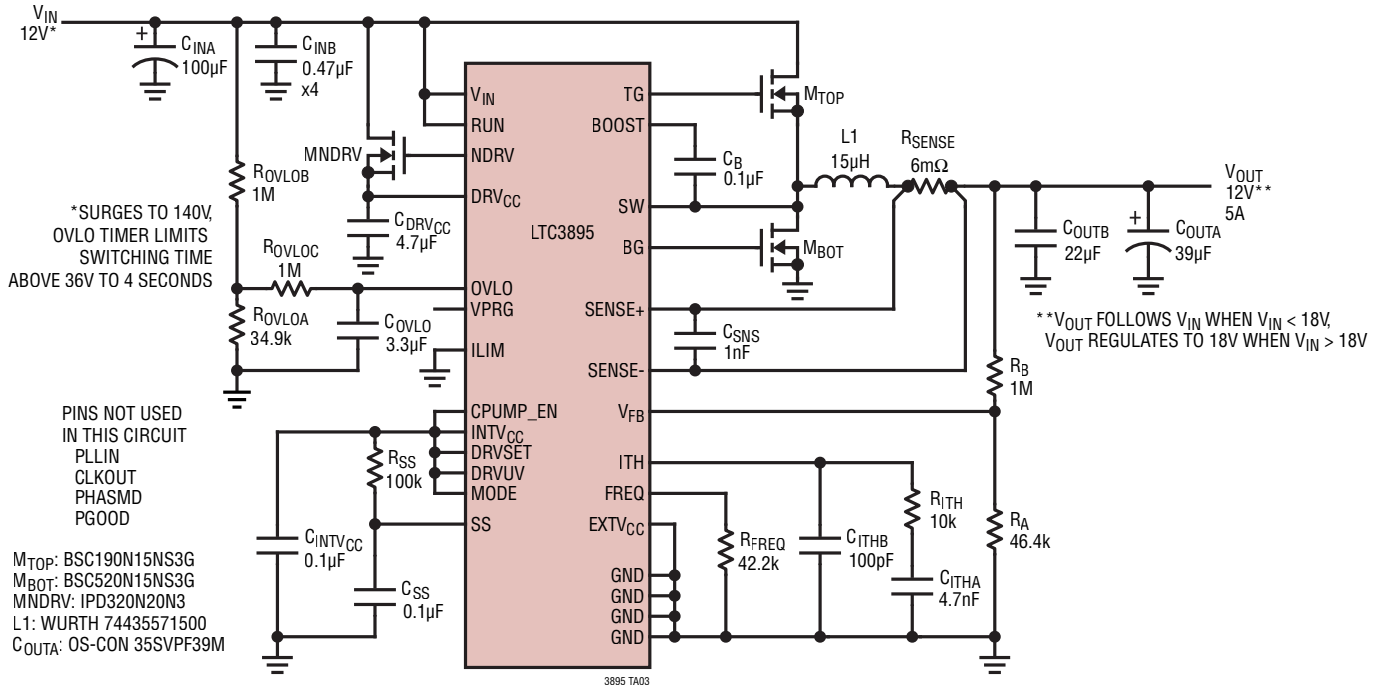 VIN
12V*
+
CINA
100µF
CINB
0.47µF
x4
ROVLOB
1M
*SURGES TO 140V,
OVLO TIMER LIMITS
SWITCHING TIME
ABOVE 36V TO 4 SECONDS
ROVLOC
1M
ROVLOA
34.9k
COVLO
3.3µF
MNDRV
CDRVCC
4.7µF
VIN
RUN
NDRV
DRVCC
OVLO
VPRG
ILIM
CPUMP_EN
INTVCC
DRVSET
DRVUV
MODE
SS
LTC3895
TG
BOOST
SW
BG
SENSE+
SENSE-
VFB
ITH
FREQ
EXTVCC
GND
GND
GND
GND
MTOP
CB
0.1µF
MBOT
L1
15µH
RSENSE
6mΩ
VOUT
12V**
5A
COUTB
22µF
+
COUTA
39µF
CSNS
1nF
**VOUT FOLLOWS VIN WHEN VIN < 18V,
VOUT REGULATES TO 18V WHEN VIN > 18V
RB
1M
RA
46.4k
RITH
10k
CITHA
4.7nF
CITHB
100pF
RFREQ
42.2k
RSS
100k
CINTVCC
0.1µF
CSS
0.1µF
PINS NOT USED
IN THIS CIRCUIT
PLLIN
CLKOUT
PHASMD
PGOOD
MTOP: BSC190N15NS3G
MBOT: BSC520N15NS3G
MNDRV: IPD320N20N3
L1: WURTH 74435571500
COUTA: OS-CON 35SVPF39M
3895 TA03